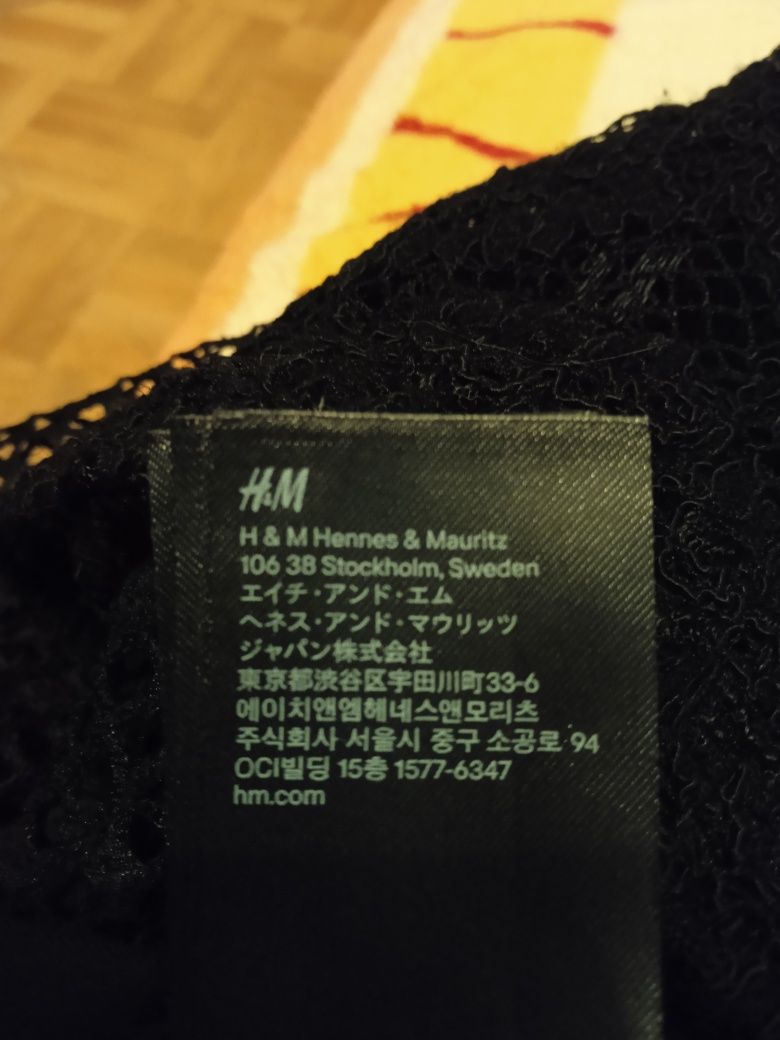 H&M
H & M Hennes & Mauritz
106 38 Stockholm, Sweden
エイチ・アンド・エム
ヘネス・アンド・マウリッツ
ジャパン株式会社
東京都渋谷区宇田川町33-6
에이치앤엠헤네스앤모리츠
주식회사 서울시 중구 소공로 94
OCI빌딩 15층 1577-6347
hm.com